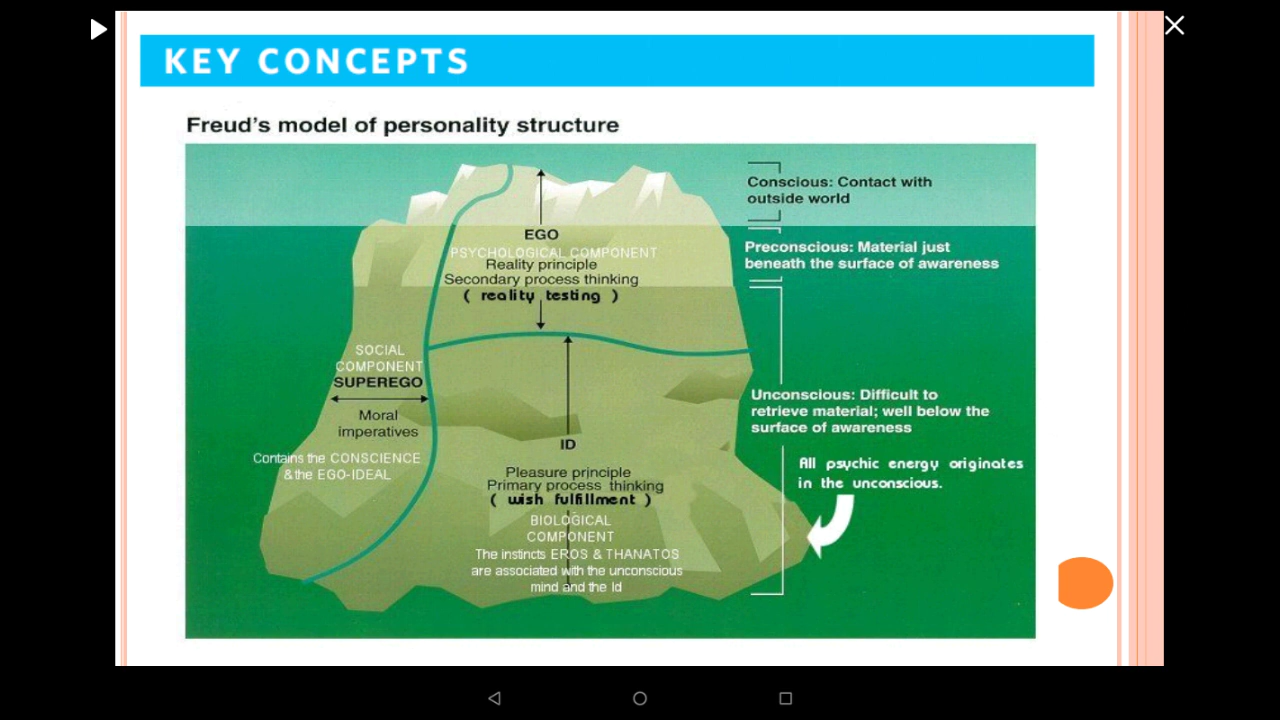 KEY CONCEPTS
Freud's model of personality structure
Conscious: Contact with
outside world
EGO
PSYCHOLOGICAL COMPONENT
Reality principle
Secondary process thinking
( reality testing )
Preconscious: Material just
beneath the surface of awareness
SOCIAL
COMPONENT
SUPEREGO
Moral
imperatives
Contains the CONSCIENCE
& the EGO-IDEAL
ID
Pleasure principle
Primary process thinking
( wish fulfillment )
BIOLOGICAL
COMPONENT
The instincts EROS & THANATOS
are associated with the unconscious
mind and the Id
Unconscious: Difficult to
retrieve material; well below the
surface of awareness
All psychic energy originates
in the unconscious.